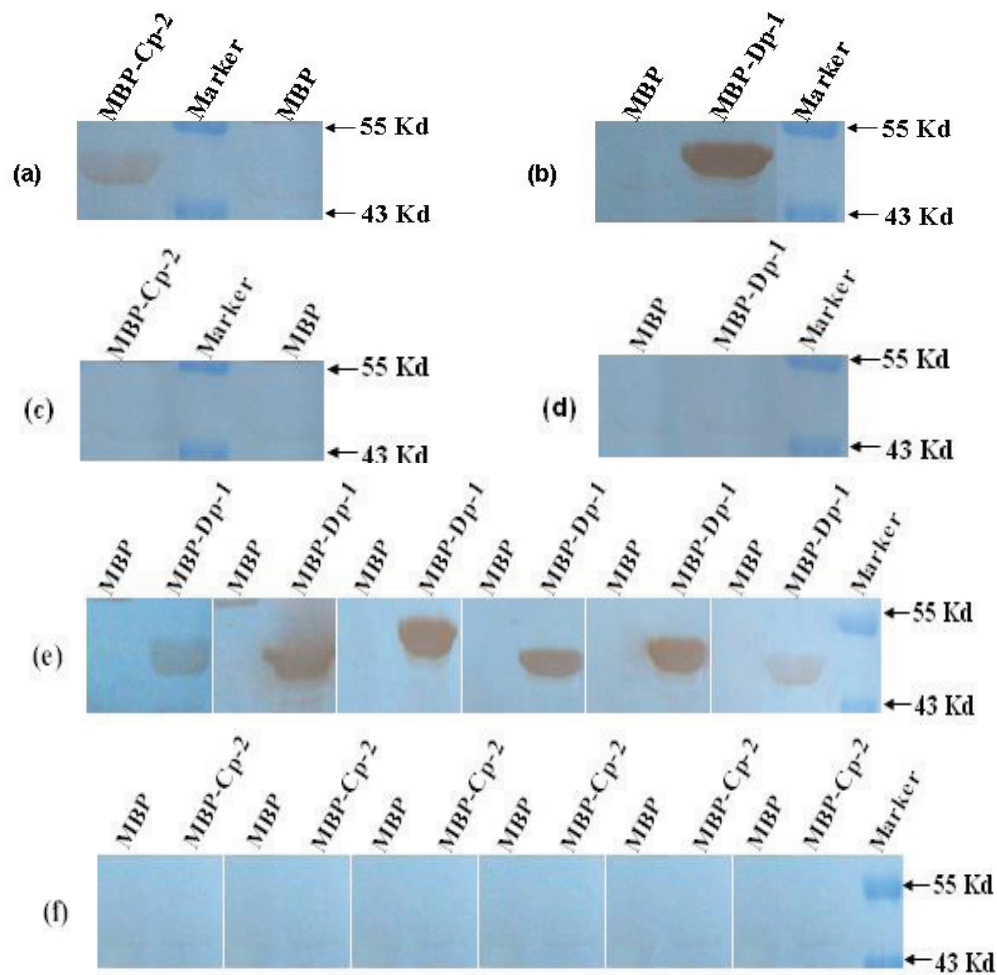 MBP-Cp-2 Marker MBP
55 Kd
(a)
43 Kd
MBP MBP-Dp-1 Marker
55 Kd
(b)
43 Kd
MBP-Cp-2 Marker MBP
55 Kd
(c)
43 Kd
MBP MBP-Dp-1 Marker
55 Kd
(d)
43 Kd
MBP MBP-Dp-1 MBP MBP-Dp-1 MBP MBP-Dp-1 MBP MBP-Dp-1 MBP MBP-Dp-1 MBP MBP-Dp-1 Marker
55 Kd
(e)
43 Kd
MBP MBP-Cp-2 MBP MBP-Cp-2 MBP MBP-Cp-2 MBP MBP-Cp-2 MBP MBP-Cp-2 MBP MBP-Cp-2 Marker
55 Kd
(f)
43 Kd